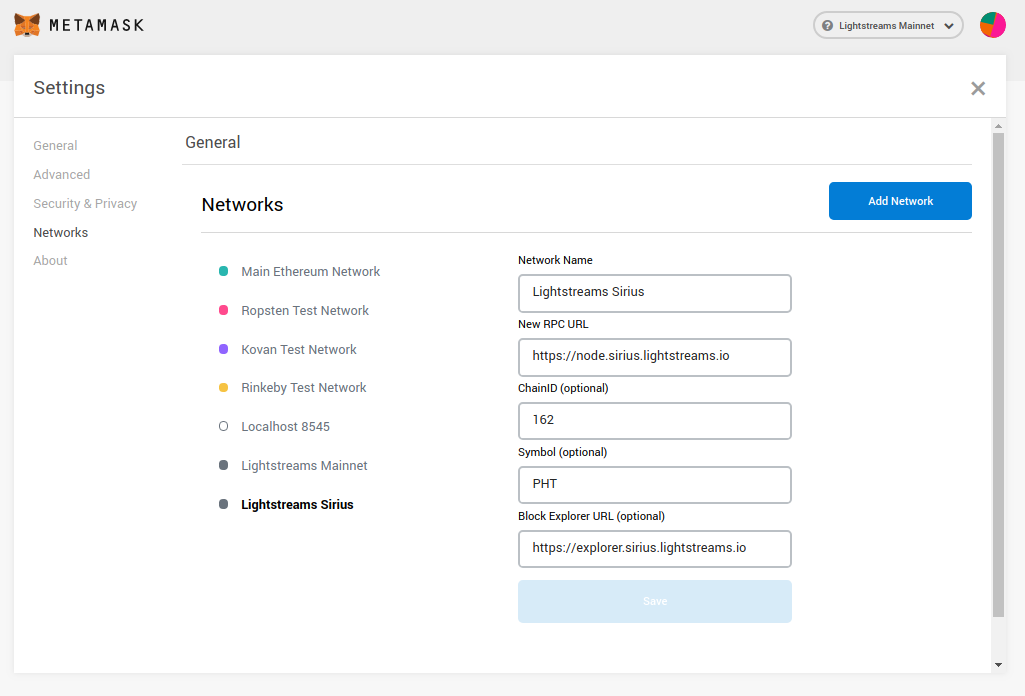 METAMASK
Lightstreams Mainnet
Settings
General
Advanced
Security & Privacy
Networks
About
General
Networks
Add Network
Main Ethereum Network
Ropsten Test Network
Kovan Test Network
Rinkeby Test Network
Localhost 8545
Lightstreams Mainnet
Lightstreams Sirius
Network Name
Lightstreams Sirius
New RPC URL
https://node.sirius.lightstreams.io
ChainID (optional)
162
Symbol (optional)
PHT
Block Explorer URL (optional)
https://explorer.sirius.lightstreams.io
Save